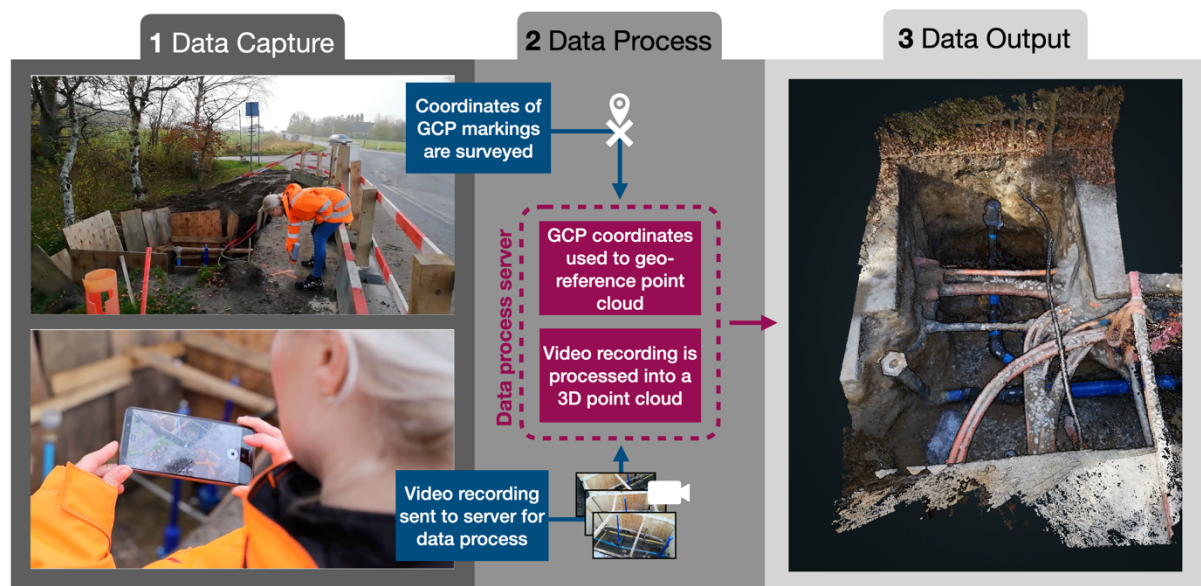 1 Data Capture
2 Data Process
3 Data Output
Coordinates of
GCP markings
are surveyed
Data process server
GCP coordinates
used to geo-
reference point
cloud
Video recording is
processed into a
3D point cloud
Video recording
sent to server for
data process